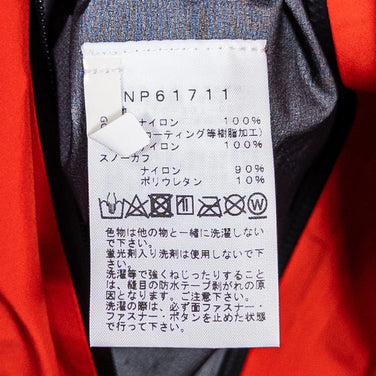 NP61711
ナイロン 100%
コーティング等樹脂加工)
ナイロン 100%
スノーカフ
ナイロン 90%
ポリウレタン 10%
色物は他の物と一緒に洗濯しない
で下さい。
蛍光剤入り洗剤は使用しないで下
さい。
洗濯等で強くねじったりすること
は、縫目の防水テープ剥がれの原
因となります。ご注意下さい。
洗濯の際は、必ず面ファスナー・
ファスナー・ボタンを止めた状態
で行って下さい。